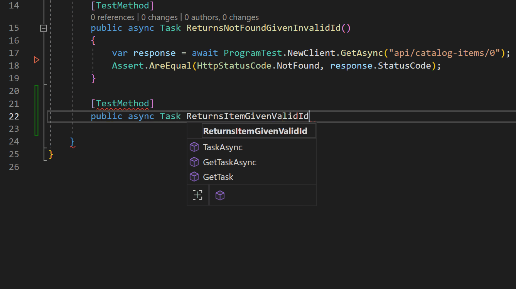 14 [TestMethod]
0 references | 0 changes | 0 authors, 0 changes
15 public async Task ReturnsNotFoundGivenInvalidId()
16 {
17 var response = await ProgramTest.NewClient.GetAsync("api/catalog-items/0");
18 Assert.AreEqual(HttpStatusCode.NotFound, response.StatusCode);
19 }
20
21 [TestMethod]
22 public async Task ReturnsItemGivenValidId
ReturnsItemGivenValidId
23
TaskAsync
24 }
GetTaskAsync
25 }
GetTask
26